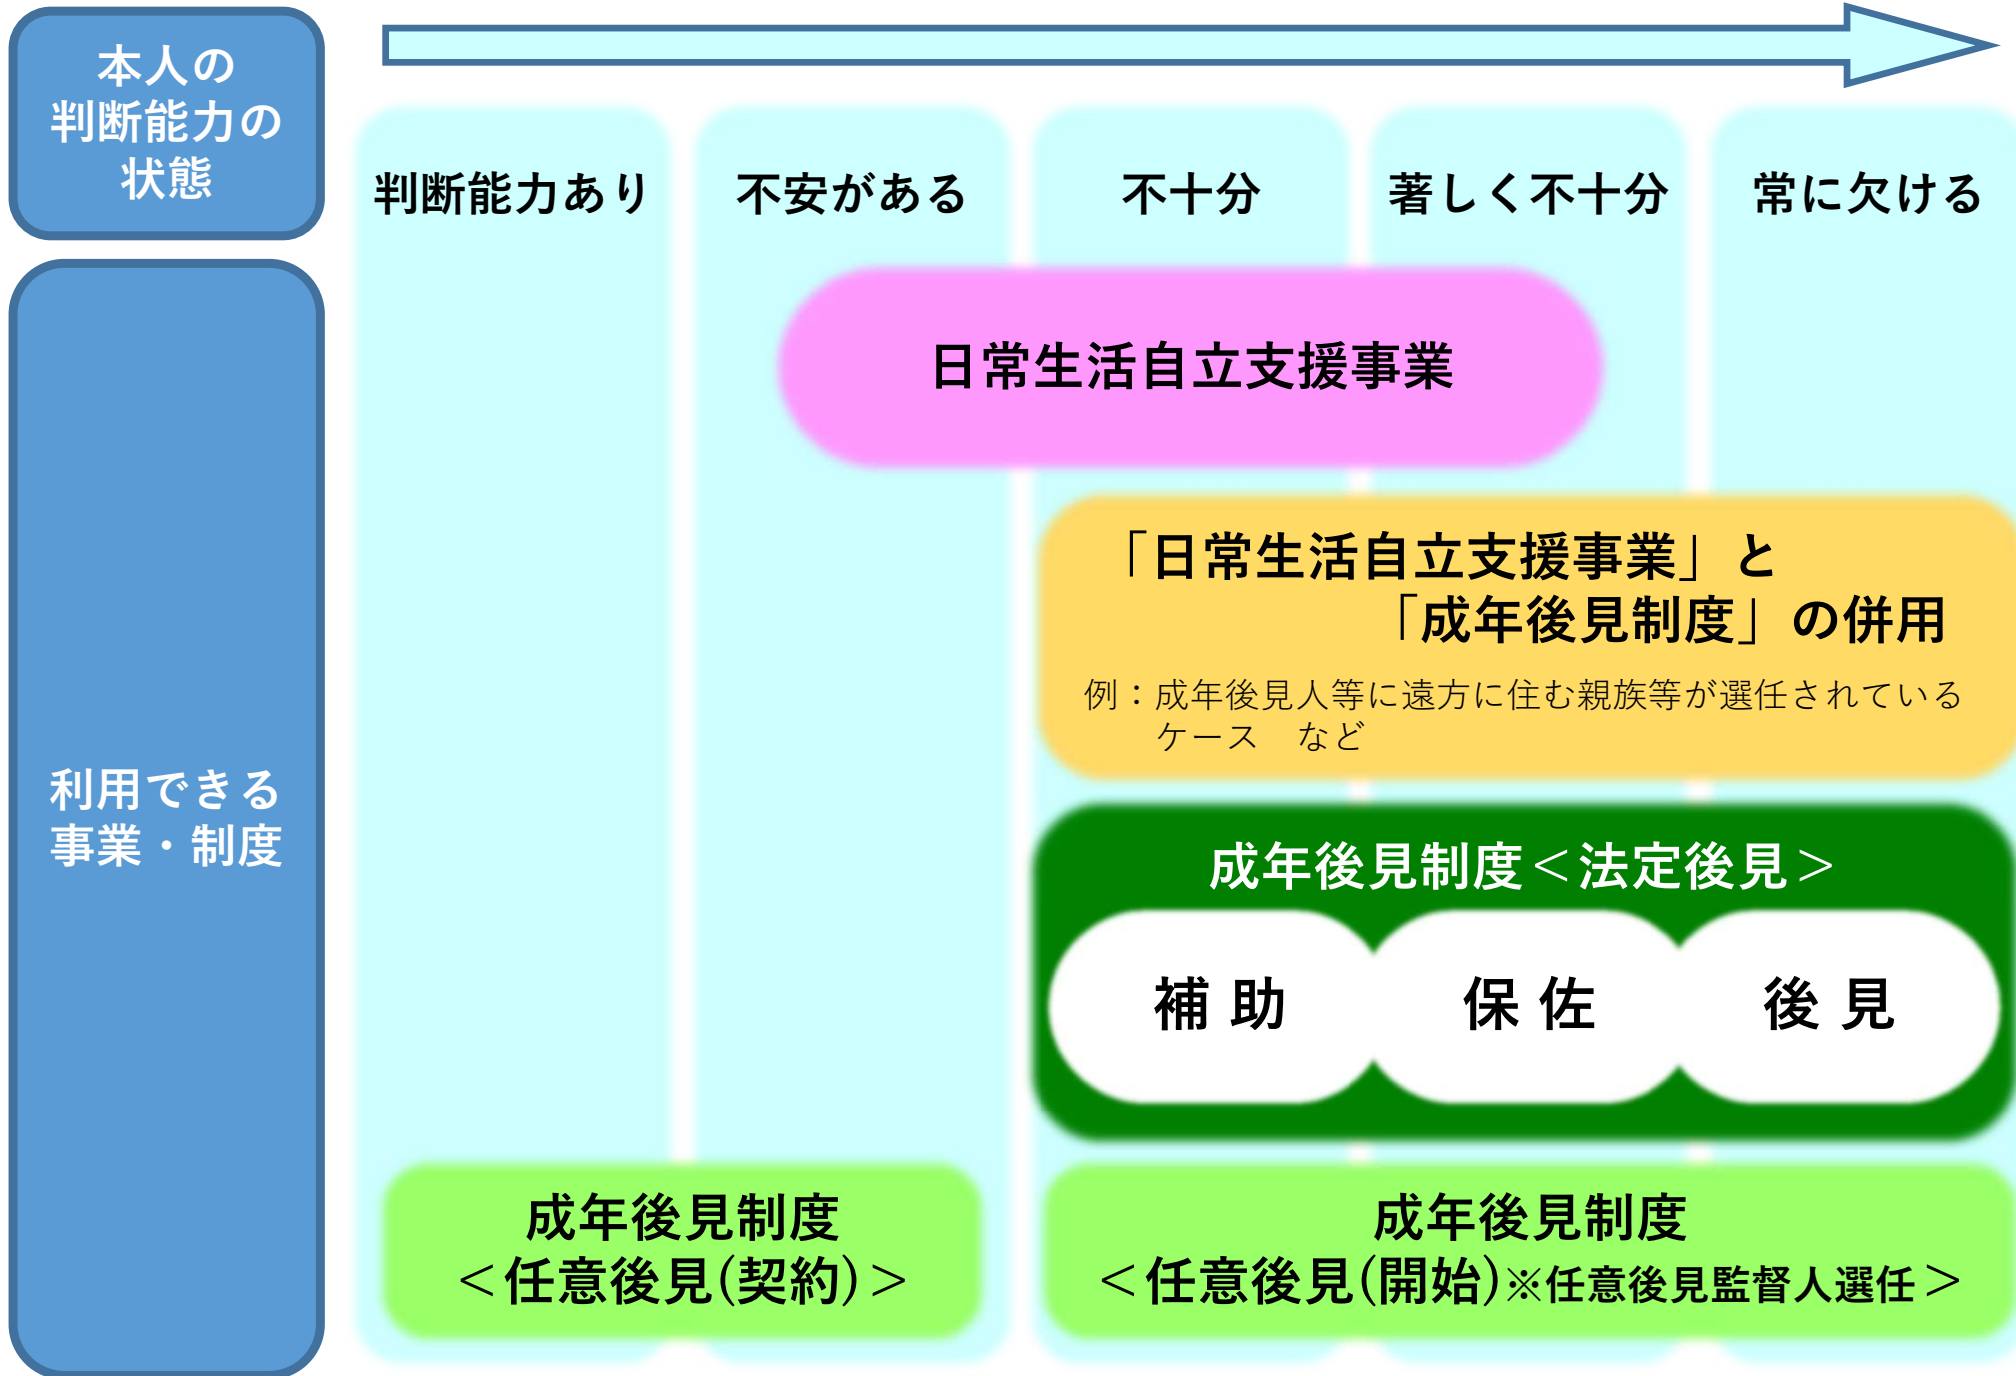 本人の
判断能力の
状態
判断能力あり
不安がある
不十分
著しく不十分
常に欠ける
利用できる
事業・制度
日常生活自立支援事業
「日常生活自立支援事業」と
「成年後見制度」の併用
例：成年後見人等に遠方に住む親族等が選任されている
ケース　など
成年後見制度＜法定後見＞
補 助
保 佐
後 見
成年後見制度
＜任意後見(契約)＞
成年後見制度
＜任意後見(開始)※任意後見監督人選任＞